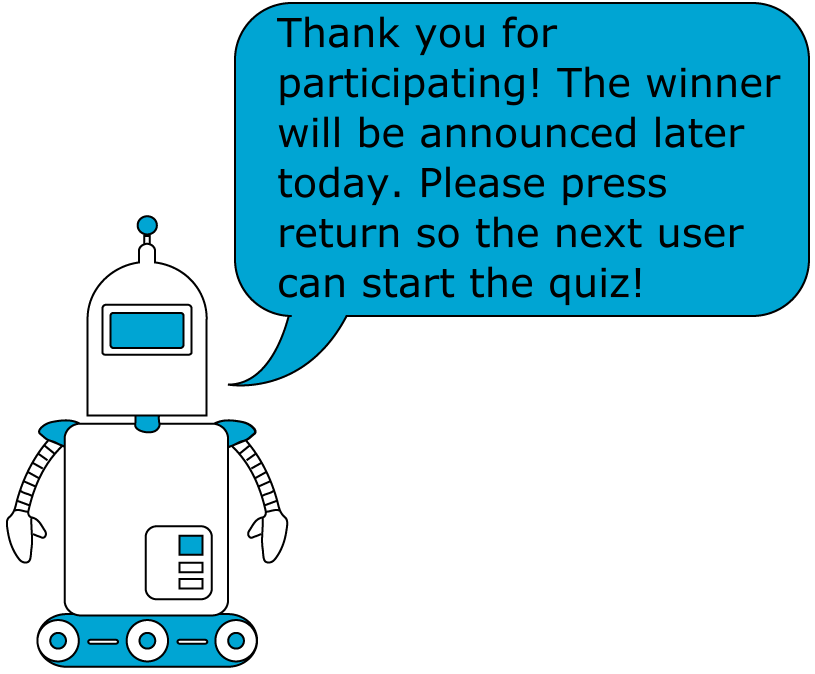 Thank you for
participating! The winner
will be announced later
today. Please press
return so the next user
can start the quiz!